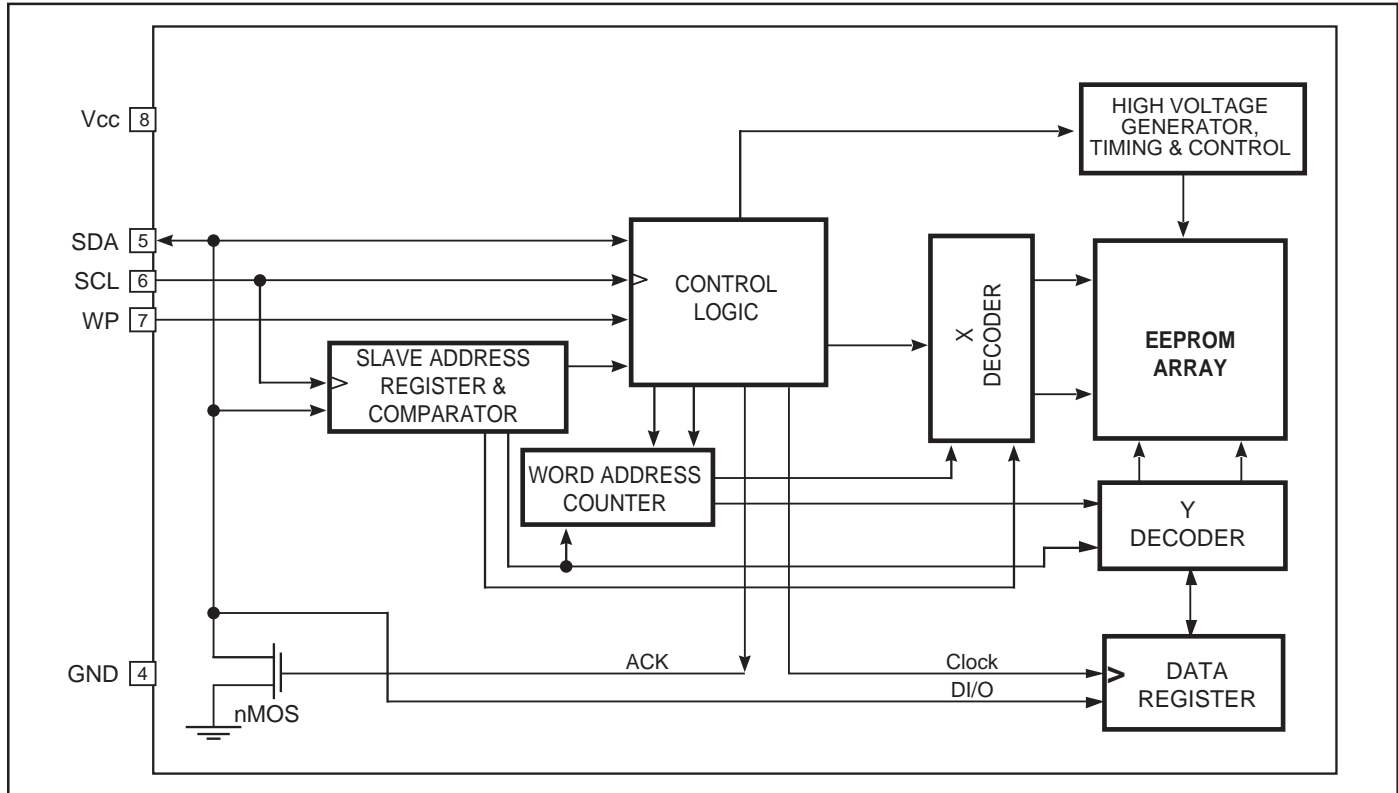 HIGH VOLTAGE
GENERATOR,
TIMING & CONTROL
Vcc 8
SDA 5
SCL 6
WP 7
CONTROL
LOGIC
X
DECODER
EEPROM
ARRAY
SLAVE ADDRESS
REGISTER &
COMPARATOR
WORD ADDRESS
COUNTER
Y
DECODER
GND 4
nMOS
ACK
Clock
DI/O
DATA
REGISTER